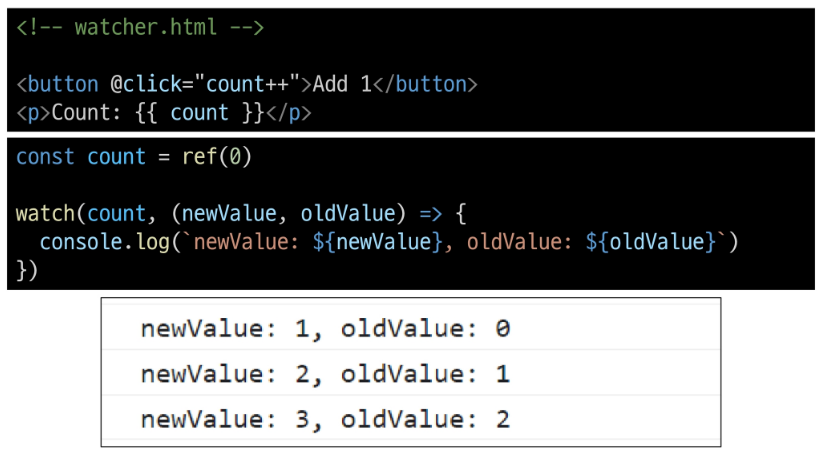 <!-- watcher.html -->
<button @click="count++">Add 1</button>
<p>Count: {{ count }}</p>
const count = ref(0)
watch(count, (newValue, oldValue) => {
  console.log(`newValue: ${newValue}, oldValue: ${oldValue}`)
})
newValue: 1, oldValue: 0
newValue: 2, oldValue: 1
newValue: 3, oldValue: 2